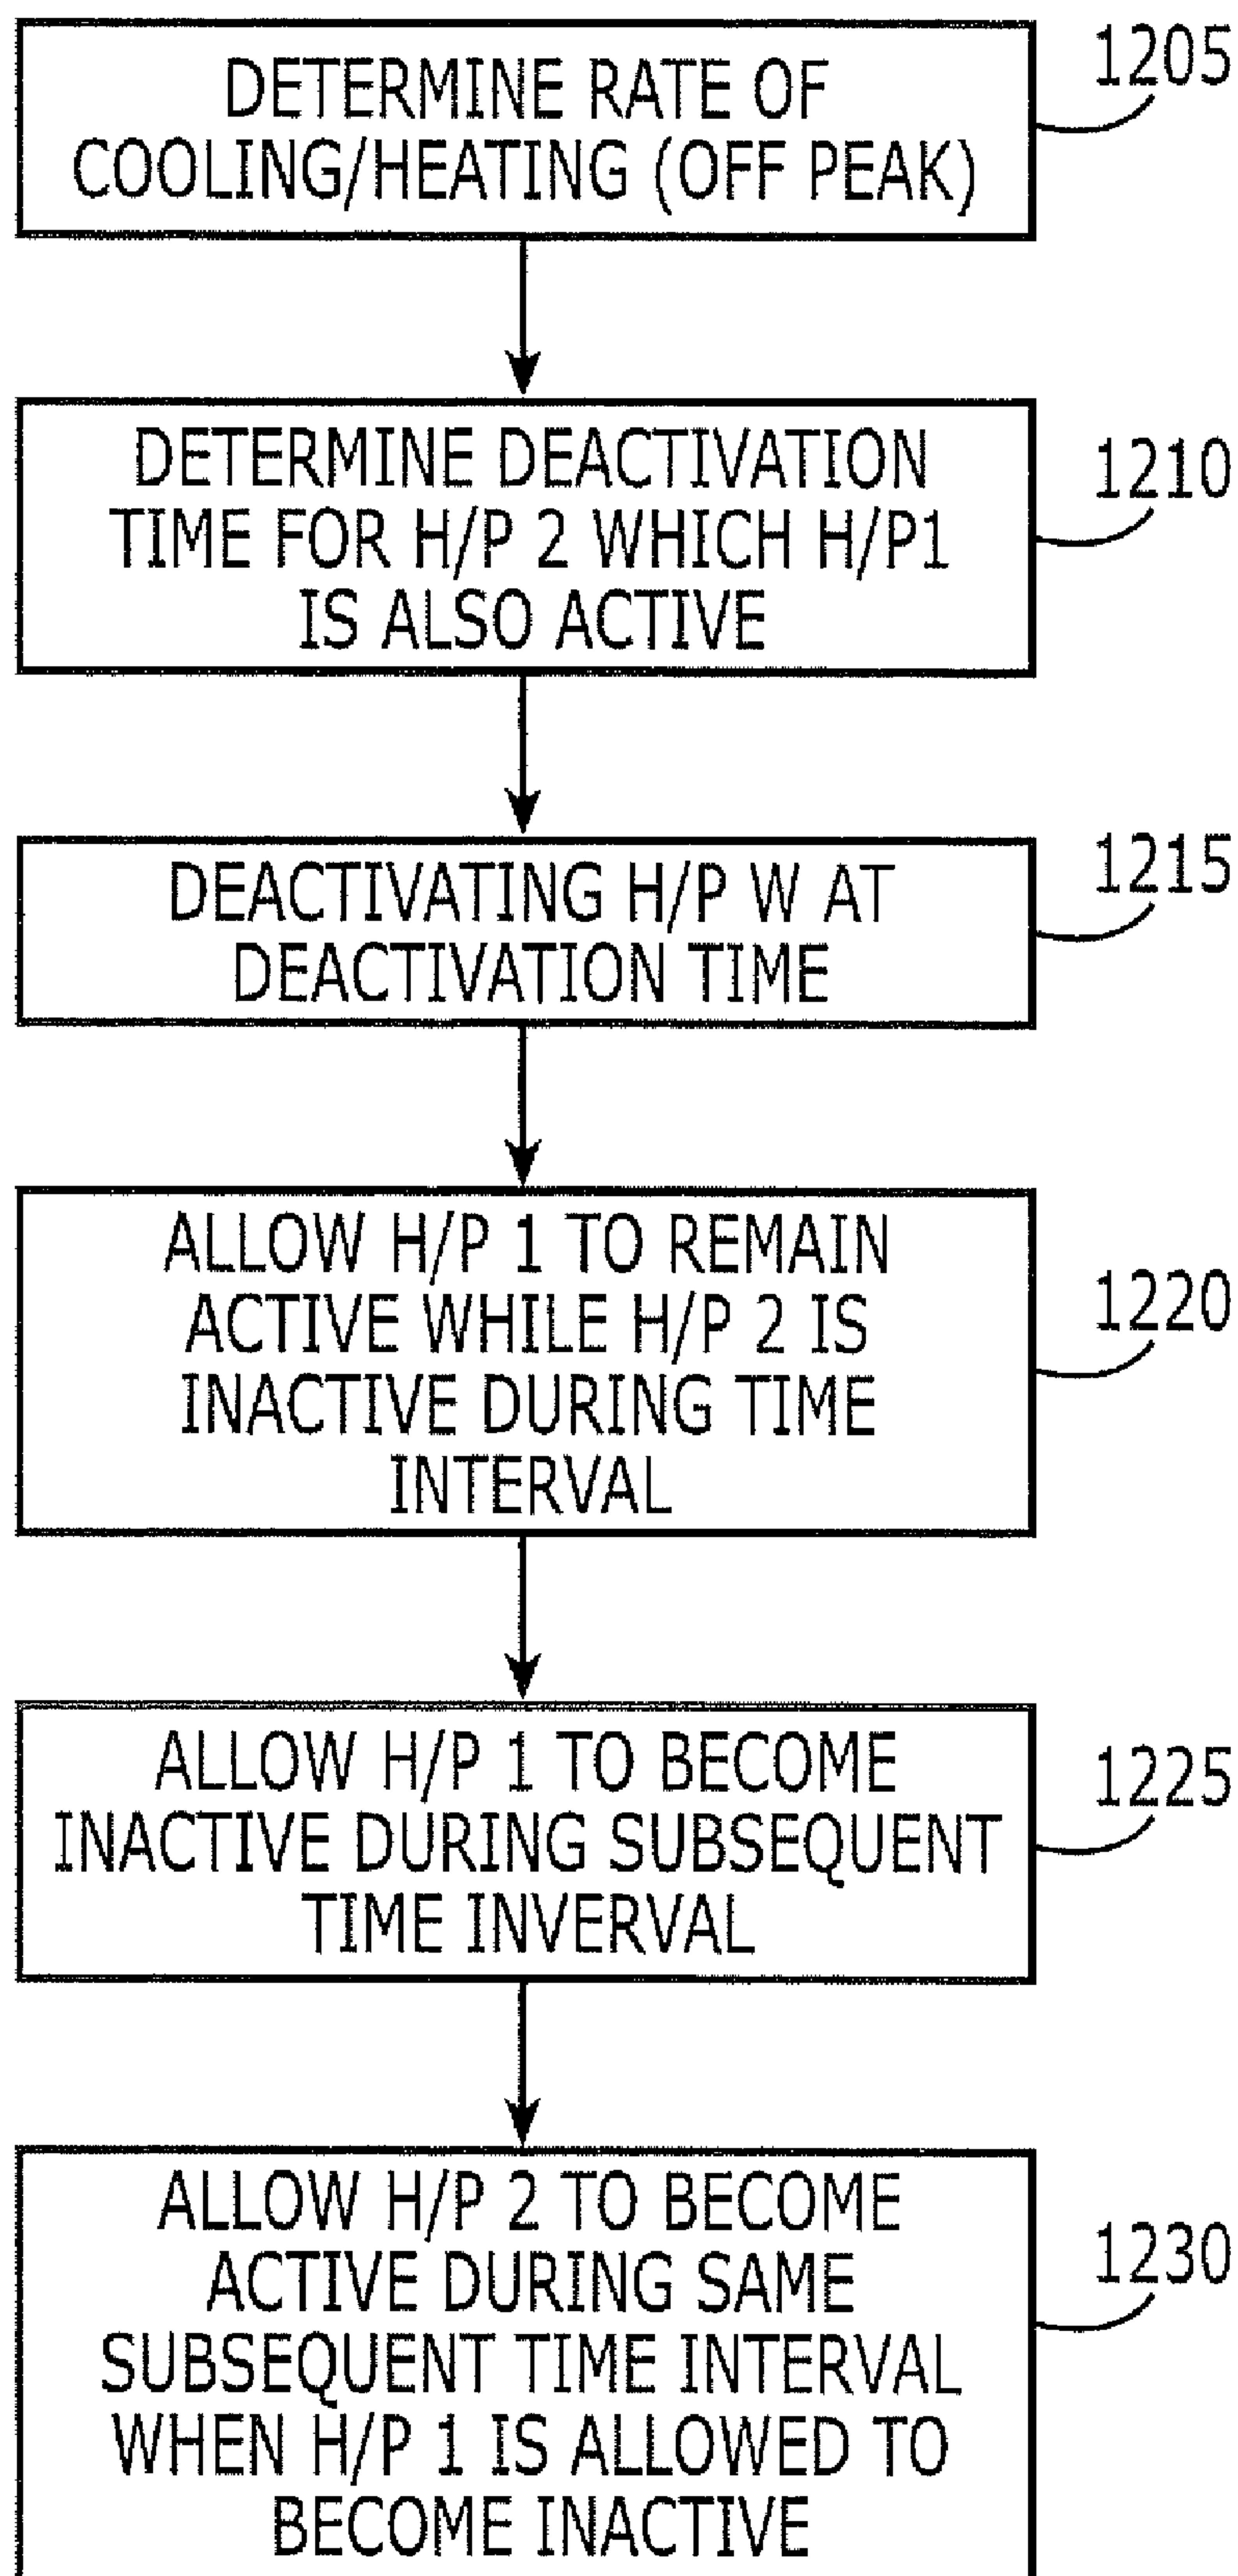 DETERMINE RATE OF
COOLING/HEATING (OFF PEAK)
1205
DETERMINE DEACTIVATION
TIME FOR H/P 2 WHICH H/P1
IS ALSO ACTIVE
1210
DEACTIVATING H/P W AT
DEACTIVATION TIME
1215
ALLOW H/P 1 TO REMAIN
ACTIVE WHILE H/P 2 IS
INACTIVE DURING TIME
INTERVAL
1220
ALLOW H/P 1 TO BECOME
INACTIVE DURING SUBSEQUENT
TIME INVERVAL
1225
ALLOW H/P 2 TO BECOME
ACTIVE DURING SAME
SUBSEQUENT TIME INTERVAL
WHEN H/P 1 IS ALLOWED TO
BECOME INACTIVE
1230